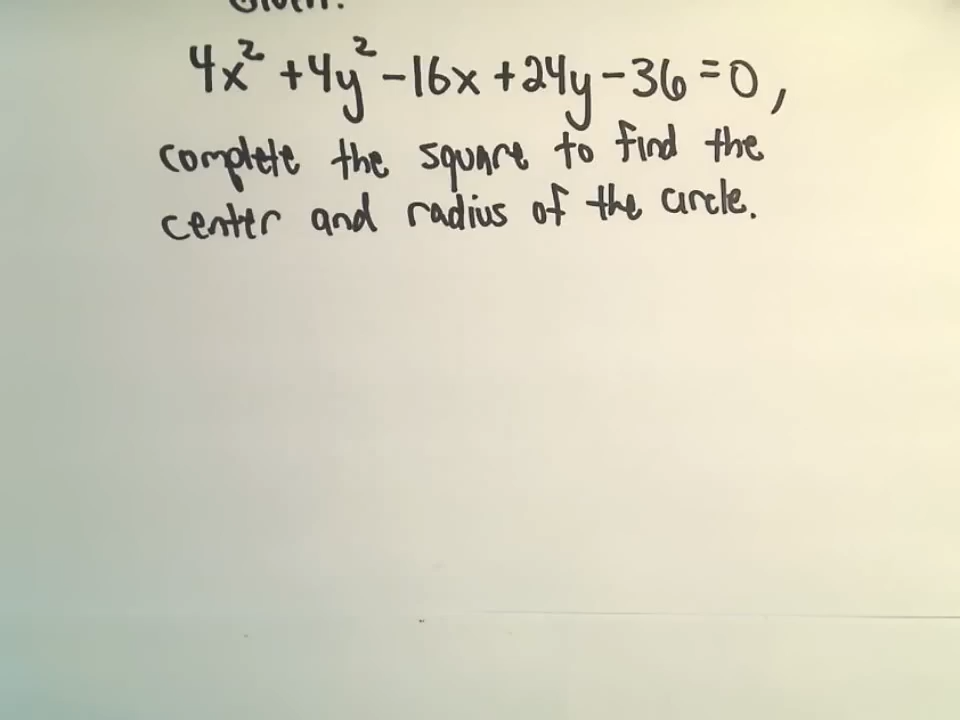 4x² + 4y² - 16x + 24y - 36 = 0,
complete the square to find the
center and radius of the circle.